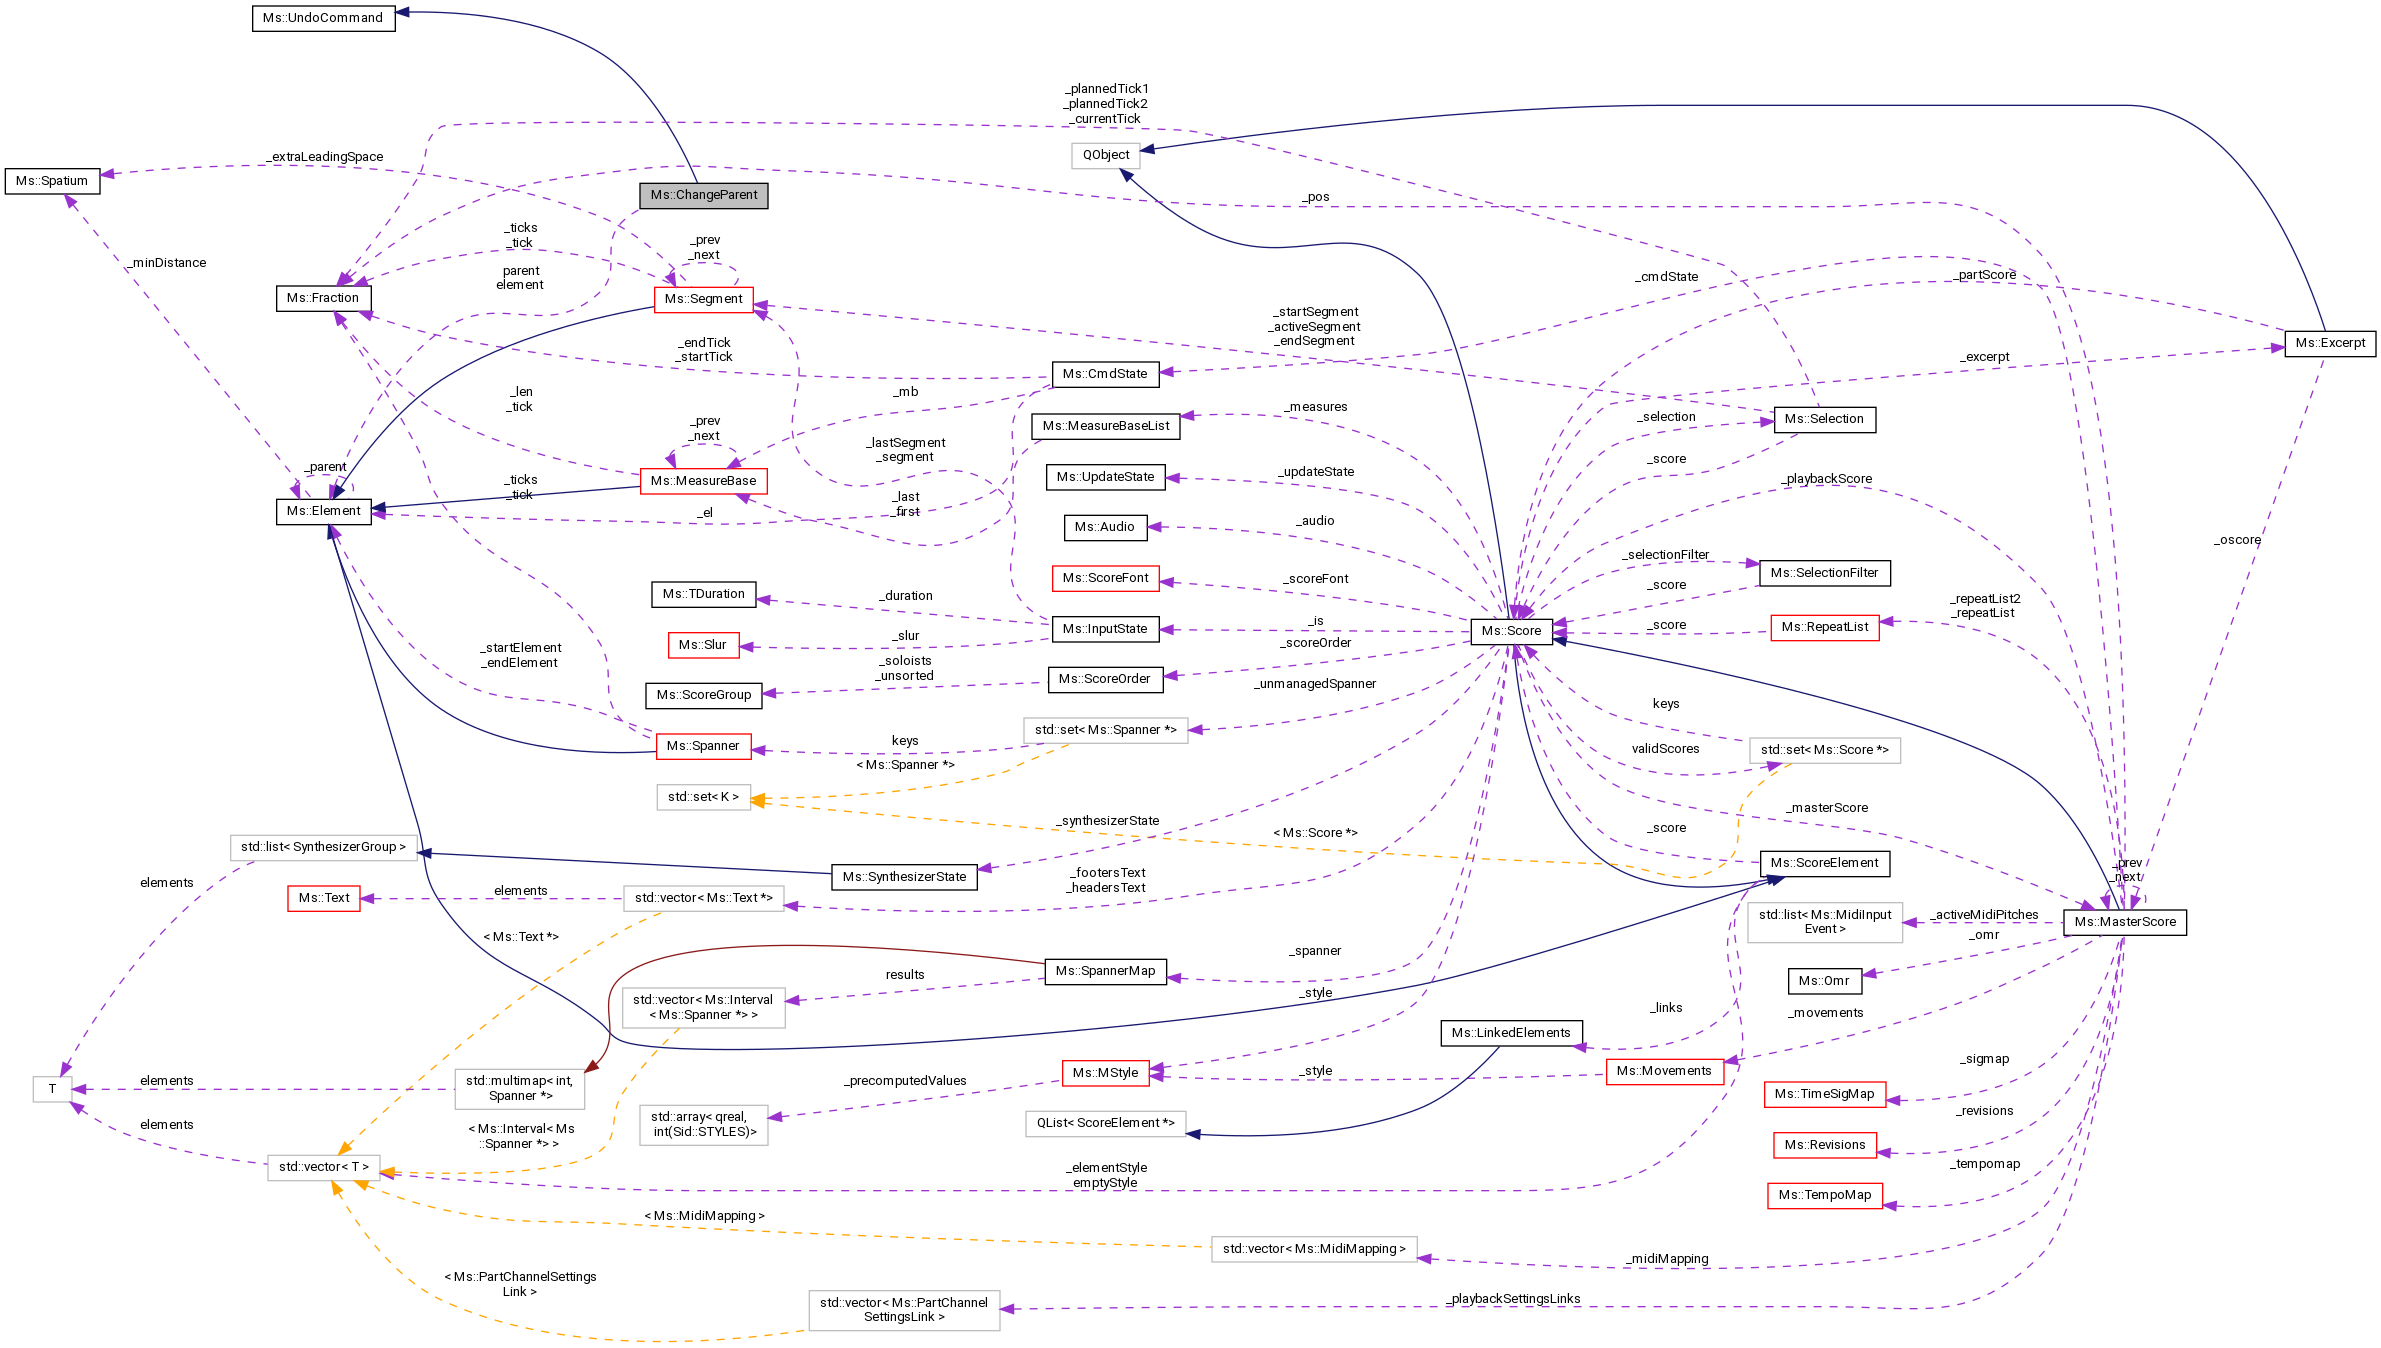 Ms::UndoCommand
_plannedTick1
_plannedTick2
_currentTick
QObject
_extraLeadingSpace
Ms::Spatium
Ms::ChangeParent
_pos
_ticks
_tick
_prev
_next
_minDistance
parent
element
_cmdState
_partScore
Ms::Fraction
Ms::Segment
_startSegment
_activeSegment
_endSegment
_endTick
_startTick
Ms::Excerpt
_excerpt
Ms::CmdState
_len
_tick
_mb
_measures
_selection
Ms::Selection
_prev
_next
Ms::MeasureBaseList
_lastSegment
_segment
_score
_parent
_ticks
_tick
Ms::MeasureBase
Ms::UpdateState
_updateState
_playbackScore
Ms::Element
_el
_last
_first
Ms::Audio
_audio
_oscore
_selectionFilter
Ms::SelectionFilter
Ms::ScoreFont
_scoreFont
_score
Ms::TDuration
_duration
_repeatList2
_repeatList
Ms::InputState
_is
Ms::Score
_score
Ms::RepeatList
Ms::Slur
_slur
_scoreOrder
_startElement
_endElement
_soloists
_unsorted
Ms::ScoreGroup
Ms::ScoreOrder
_unmanagedSpanner
keys
std::set< Ms::Spanner *>
Ms::Spanner
keys
validScores
std::set< Ms::Score *>
< Ms::Spanner *>
std::set< K >
_masterScore
_synthesizerState
< Ms::Score *>
_score
std::list< SynthesizerGroup >
Ms::ScoreElement
_prev
_next
elements
Ms::SynthesizerState
_footersText
_headersText
Ms::Text
elements
std::vector< Ms::Text *>
std::list< Ms::MidiInput
Event >
_activeMidiPitches
Ms::MasterScore
_omr
< Ms::Text *>
_spanner
Ms::SpannerMap
results
Ms::Omr
std::vector< Ms::Interval
< Ms::Spanner *> >
_style
_links
_movements
Ms::LinkedElements
_sigmap
Ms::MStyle
_style
Ms::Movements
T
elements
std::multimap< int,
Spanner *>
_precomputedValues
Ms::TimeSigMap
_revisions
std::array< qreal,
int(Sid::STYLES)>
QList< ScoreElement *>
elements
< Ms::Interval< Ms
::Spanner *> >
Ms::Revisions
std::vector< T >
_elementStyle
emptyStyle
_tempomap
Ms::TempoMap
< Ms::MidiMapping >
std::vector< Ms::MidiMapping >
_midiMapping
< Ms::PartChannelSettings
Link >
std::vector< Ms::PartChannel
SettingsLink >
_playbackSettingsLinks